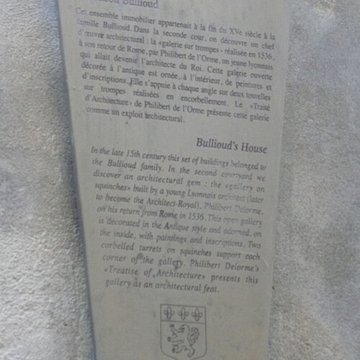 Bullioud
Cet ensemble immobilier appartenait à la fin du XVe siècle à la
famille Bullioud. Dans la seconde cour, on découvre un chef
d'œuvre architectural : la «galerie sur trompes» réalisée en 1536,
à son retour de Rome, par Philibert de l'Orme, un jeune lyonnais
qui allait devenir l'architecte du Roi. Cette galerie ouverte
décorée à l'antique est ornée, à l'intérieur, de peintures et
d'inscriptions. Elle s'appuie à chaque angle sur deux tourelles
sur trompes réalisées en encorbellement. Le «Traité
d'Architecture» de Philibert de l'Orme présente cette galerie
comme un exploit architectural.
Bullioud's House
In the late 15th century this set of buildings belonged to
the Bullioud family. In the second courtyard we
discover an architectural gem : the «gallery on
squinches» built by a young Lyonnais architect (later
to become the Architect-Royal), Philibert Delorme,
on his return from Rome in 1536. This open gallery
is decorated in the Antique style and adorned, on
the inside, with paintings and inscriptions. Two
corbelled turrets on squinches support each
corner of the gallery. Philibert Delorme's
«Treatise of Architecture» presents this
gallery as an architectural feat.